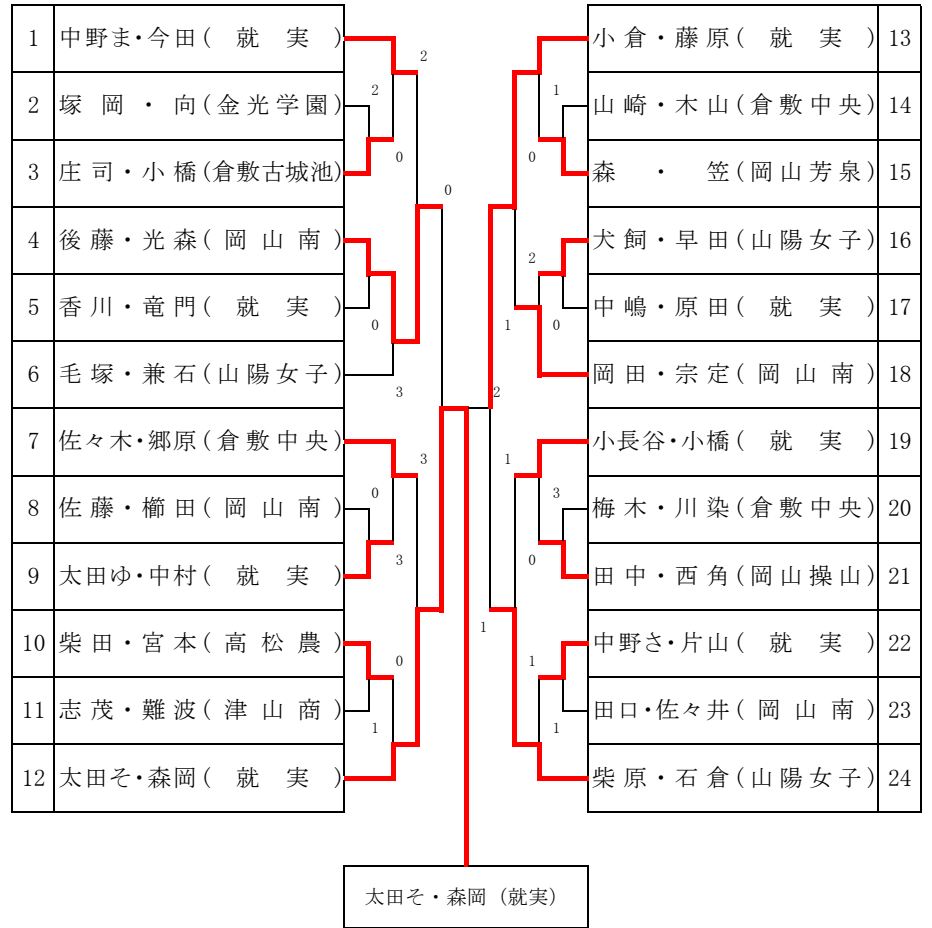 1 中野ま・今田(就実)
2 塚岡・向(金光学園)
3 庄司・小橋(倉敷古城池)
4 後藤・光森(岡山南)
5 香川・竜門(就実)
6 毛塚・兼石(山陽女子)
7 佐々木・郷原(倉敷中央)
8 佐藤・櫛田(岡山南)
9 太田ゆ・中村(就実)
10 柴田・宮本(高松農)
11 志茂・難波(津山商)
12 太田そ・森岡(就実)
2
2
0
0
0
3
3
0
3
0
1
2
1
1
0
2
1
0
1
3
0
1
1
小倉・藤原(就実) 13
山崎・木山(倉敷中央) 14
森・笠(岡山芳泉) 15
犬飼・早田(山陽女子) 16
中嶋・原田(就実) 17
岡田・宗定(岡山南) 18
小長谷・小橋(就実) 19
梅木・川染(倉敷中央) 20
田中・西角(岡山操山) 21
中野さ・片山(就実) 22
田口・佐々井(岡山南) 23
柴原・石倉(山陽女子) 24
太田そ・森岡(就実)